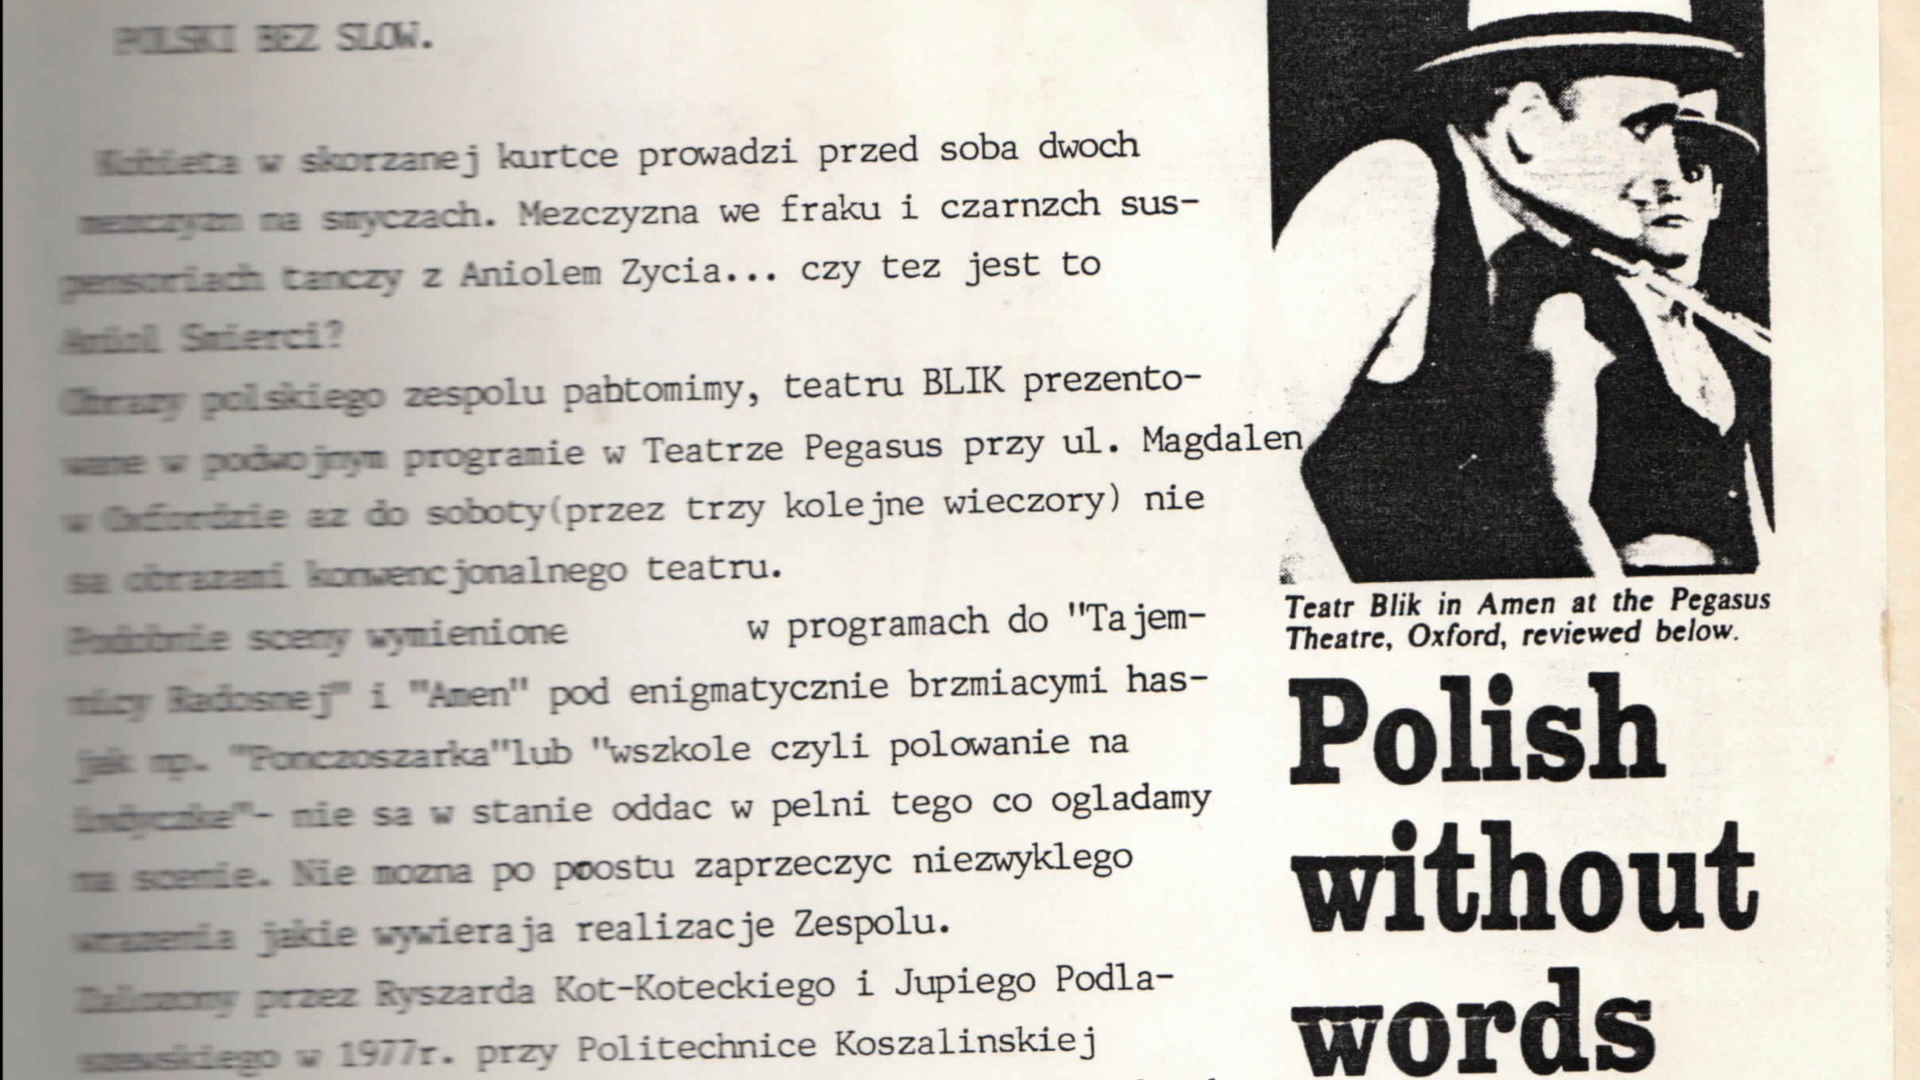 POLSKI BEZ SLOW.
Kobieta w skorzanej kurtce prowadzi przed soba dwoch
mezczyzn na smyczach. Mezczyzna we fraku i czarnzch sus-
pensoriach tanczy z Aniolem Zycia... czy tez jest to
Aniol Smierci?
Obrazy polskiego zespolu pabtomimy, teatru BLIK prezento-
wane w podwojnym programie w Teatrze Pegasus przy ul. Magdalen
w Oxfordzie az do soboty(przez trzy kolejne wieczory) nie
sa obrazami konwencjonalnego teatru.
Podobnie sceny wymienione w programach do "Tajem-
nicy Radosnej" i "Amen" pod enigmatycznie brzmiacymi has-
jak np. "Ponczoszarka"lub "wszkole czyli polowanie na
indyczke"- nie sa w stanie oddac w pelni tego co ogladamy
na scenie. Nie mozna po poostu zaprzeczyc niezwyklego
wrazenia jakie wywieraja realizacje Zespolu.
Zalozony przez Ryszarda Kot-Koteckiego i Jupiego Podla-
szewskiego w 1977r. przy Politechnice Koszalinskiej
Teatr Blik in Amen at the Pegasus
Theatre, Oxford, reviewed below.
Polish
without
words